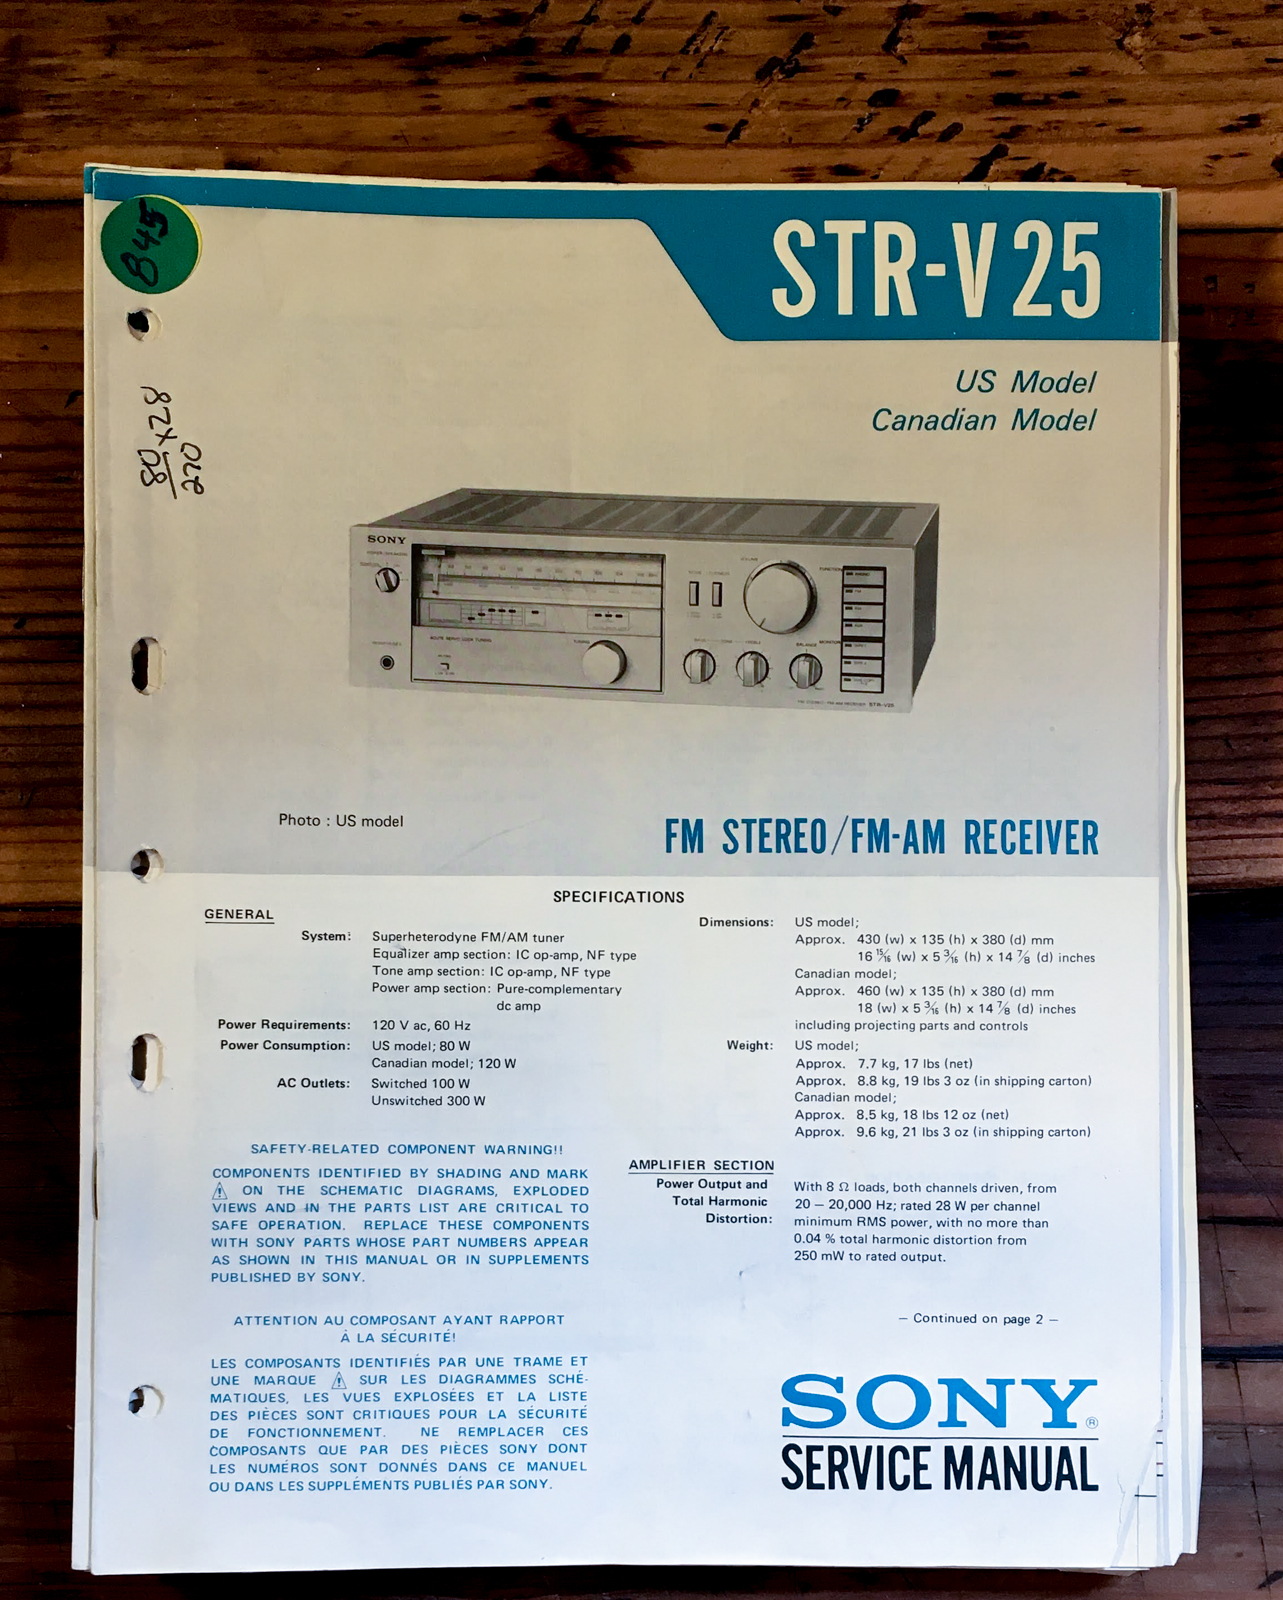 845
STR-V25
US Model
Canadian Model
80 x 28
270
SONY
TUNING
VOLUME
FUNCTION
BALANCE
MONITOR
STR-V25
Photo : US model
FM STEREO/FM-AM RECEIVER
SPECIFICATIONS
GENERAL
System: Superheterodyne FM/AM tuner
Equalizer amp section: IC op-amp, NF type
Tone amp section: IC op-amp, NF type
Power amp section: Pure-complementary
dc amp
Power Requirements: 120 V ac, 60 Hz
Power Consumption: US model; 80 W
Canadian model; 120 W
AC Outlets: Switched 100 W
Unswitched 300 W
SAFETY-RELATED COMPONENT WARNING!!
COMPONENTS IDENTIFIED BY SHADING AND MARK
⚠ ON THE SCHEMATIC DIAGRAMS, EXPLODED
VIEWS AND IN THE PARTS LIST ARE CRITICAL TO
SAFE OPERATION. REPLACE THESE COMPONENTS
WITH SONY PARTS WHOSE PART NUMBERS APPEAR
AS SHOWN IN THIS MANUAL OR IN SUPPLEMENTS
PUBLISHED BY SONY.
ATTENTION AU COMPOSANT AYANT RAPPORT
À LA SÉCURITÉ!
LES COMPOSANTS IDENTIFIÉS PAR UNE TRAME ET
UNE MARQUE ⚠ SUR LES DIAGRAMMES SCHÉ-
MATIQUES, LES VUES EXPLOSÉES ET LA LISTE
DES PIÈCES SONT CRITIQUES POUR LA SÉCURITÉ
DE FONCTIONNEMENT. NE REMPLACER CES
COMPOSANTS QUE PAR DES PIÈCES SONY DONT
LES NUMÉROS SONT DONNÉS DANS CE MANUEL
OU DANS LES SUPPLÉMENTS PUBLIÉS PAR SONY.
Dimensions: US model;
Approx. 430 (w) x 135 (h) x 380 (d) mm
16 15/16 (w) x 5 3/16 (h) x 14 7/8 (d) inches
Canadian model;
Approx. 460 (w) x 135 (h) x 380 (d) mm
18 (w) x 5 3/16 (h) x 14 7/8 (d) inches
including projecting parts and controls
Weight: US model;
Approx. 7.7 kg, 17 lbs (net)
Approx. 8.8 kg, 19 lbs 3 oz (in shipping carton)
Canadian model;
Approx. 8.5 kg, 18 lbs 12 oz (net)
Approx. 9.6 kg, 21 lbs 3 oz (in shipping carton)
AMPLIFIER SECTION
Power Output and Total Harmonic Distortion: With 8 Ω loads, both channels driven, from
20 – 20,000 Hz; rated 28 W per channel
minimum RMS power, with no more than
0.04 % total harmonic distortion from
250 mW to rated output.
– Continued on page 2 –
SONY®
SERVICE MANUAL